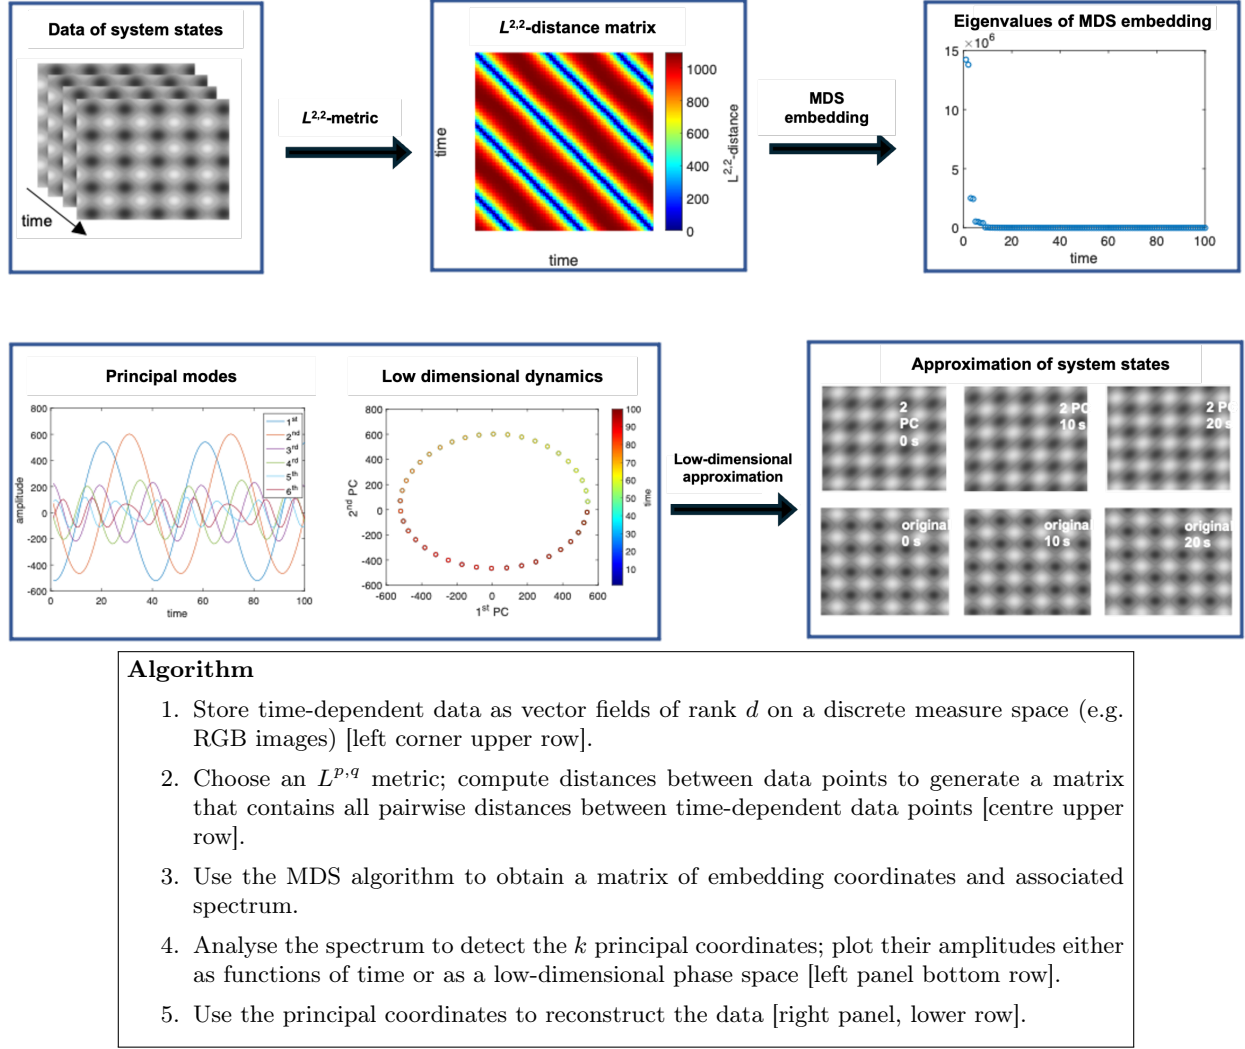 Data of system states
time
L2,2-metric
L2,2-distance matrix
time
time
1000
800
600
400
200
0
L2,2-distance
MDS
embedding
Eigenvalues of MDS embedding
×10⁶
15
10
5
0
0 20 40 60 80 100
time
Principal modes
800
600
400
200
0
-200
-400
-600
amplitude
0 20 40 60 80 100
time
1st
2nd
3rd
4rd
5th
6th
Low dimensional dynamics
800
600
400
200
0
-200
-400
-600
2nd PC
-600 -400 -200 0 200 400 600
1st PC
100
90
80
70
60
50
40
30
20
10
time
Low-dimensional
approximation
Approximation of system states
2
PC
0 s
2 PC
10 s
2 P
20 s
original
0 s
original
10 s
original
20 s
Algorithm
1. Store time-dependent data as vector fields of rank d on a discrete measure space (e.g.
RGB images) [left corner upper row].
2. Choose an Lp,q metric; compute distances between data points to generate a matrix
that contains all pairwise distances between time-dependent data points [centre upper
row].
3. Use the MDS algorithm to obtain a matrix of embedding coordinates and associated
spectrum.
4. Analyse the spectrum to detect the k principal coordinates; plot their amplitudes either
as functions of time or as a low-dimensional phase space [left panel bottom row].
5. Use the principal coordinates to reconstruct the data [right panel, lower row].